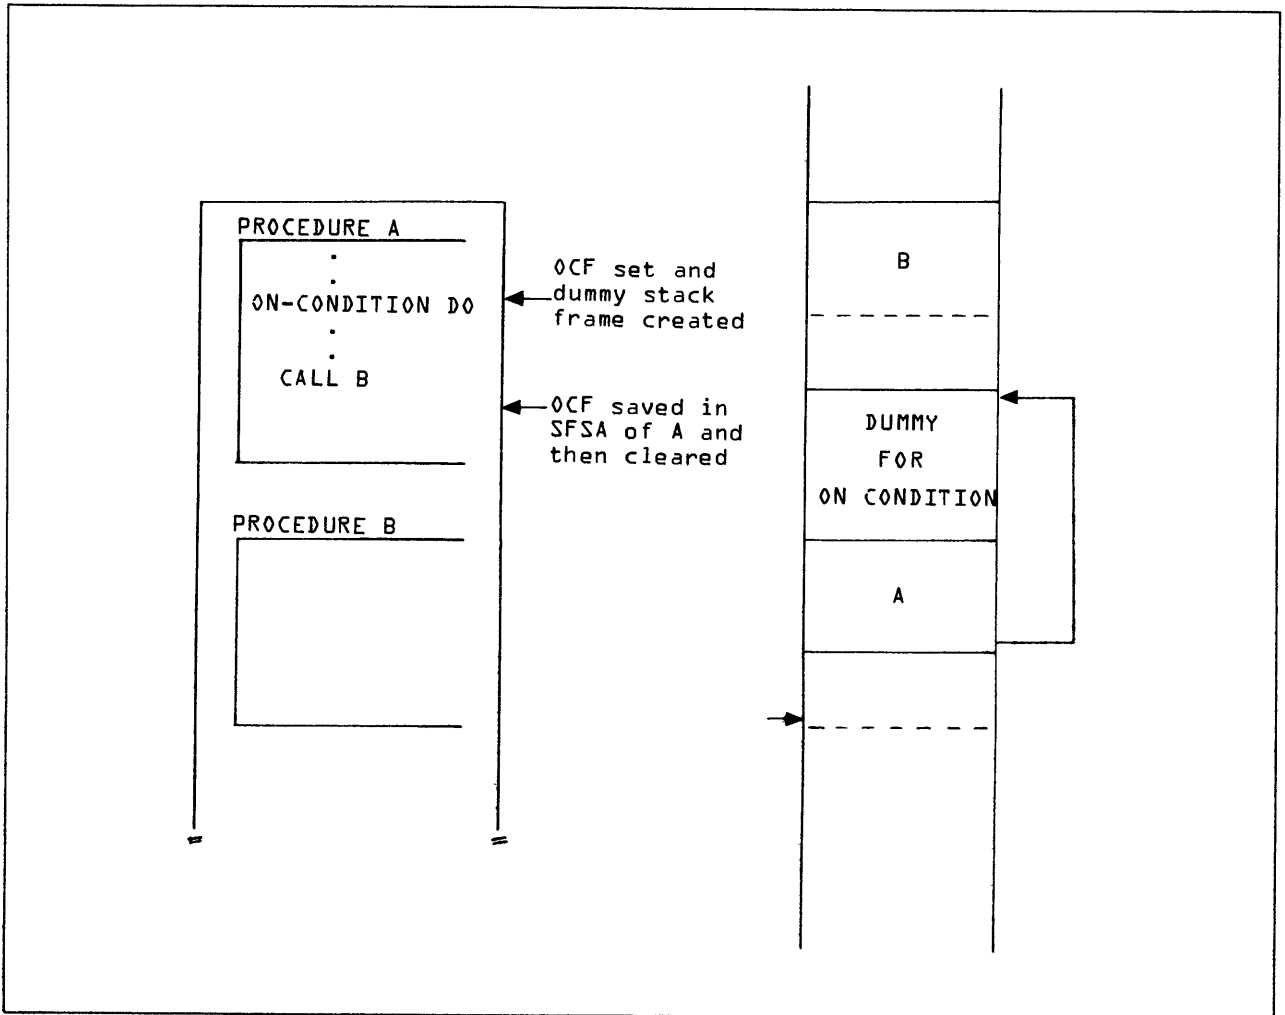 PROCEDURE A
.
.
ON-CONDITION DO
.
.
CALL B
OCF set and
dummy stack
frame created
OCF saved in
SFSA of A and
then cleared
PROCEDURE B
B
DUMMY
FOR
ON CONDITION
A